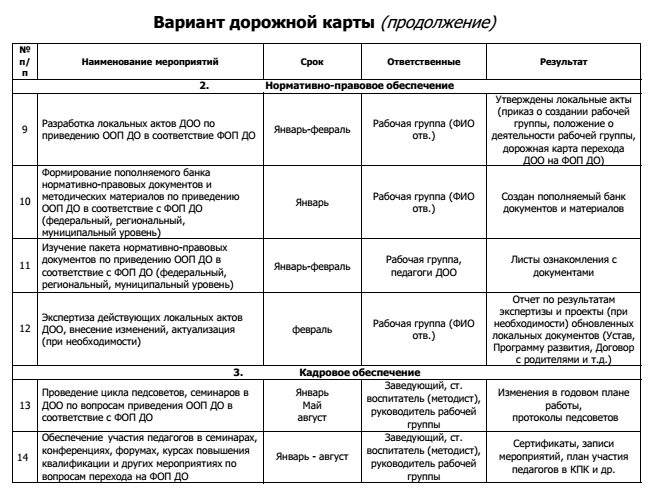 Вариант дорожной карты (продолжение)
№
п/
п
Наименование мероприятий
Срок
Ответственные
Результат
2. Нормативно-правовое обеспечение
9
Разработка локальных актов ДОО по
приведению ООП ДО в соответствие ФОП ДО
Январь-февраль
Рабочая группа (ФИО
отв.)
Утверждены локальные акты
(приказ о создании рабочей
группы, положение о
деятельности рабочей группы,
дорожная карта перехода
ДОО на ФОП ДО)
10
Формирование пополняемого банка
нормативно-правовых документов и
методических материалов по приведению
ООП ДО в соответствие с ФОП ДО
(федеральный, региональный,
муниципальный уровень)
Январь
Рабочая группа (ФИО
отв.)
Создан пополняемый банк
документов и материалов
11
Изучение пакета нормативно-правовых
документов по приведению ООП ДО в
соответствие с ФОП ДО (федеральный,
региональный, муниципальный уровень)
Январь-февраль
Рабочая группа,
педагоги ДОО
Листы ознакомления с
документами
12
Экспертиза действующих локальных актов
ДОО, внесение изменений, актуализация
(при необходимости)
февраль
Рабочая группа (ФИО
отв.)
Отчет по результатам
экспертизы и проекты (при
необходимости) обновленных
локальных документов (Устав,
Программу развития, Договор
с родителями и т.д.)
3. Кадровое обеспечение
13
Проведение цикла педсоветов, семинаров в
ДОО по вопросам приведения ООП ДО в
соответствие с ФОП ДО
Январь
Май
август
Заведующий, ст.
воспитатель (методист),
руководитель рабочей
группы
Изменения в годовом плане
работы,
протоколы педсоветов
14
Обеспечение участия педагогов в семинарах,
конференциях, форумах, курсах повышения
квалификации и других мероприятиях по
вопросам перехода на ФОП ДО
Январь - август
Заведующий, ст.
воспитатель (методист),
руководитель рабочей
группы
Сертификаты, записи
мероприятий, план участия
педагогов в КПК и др.